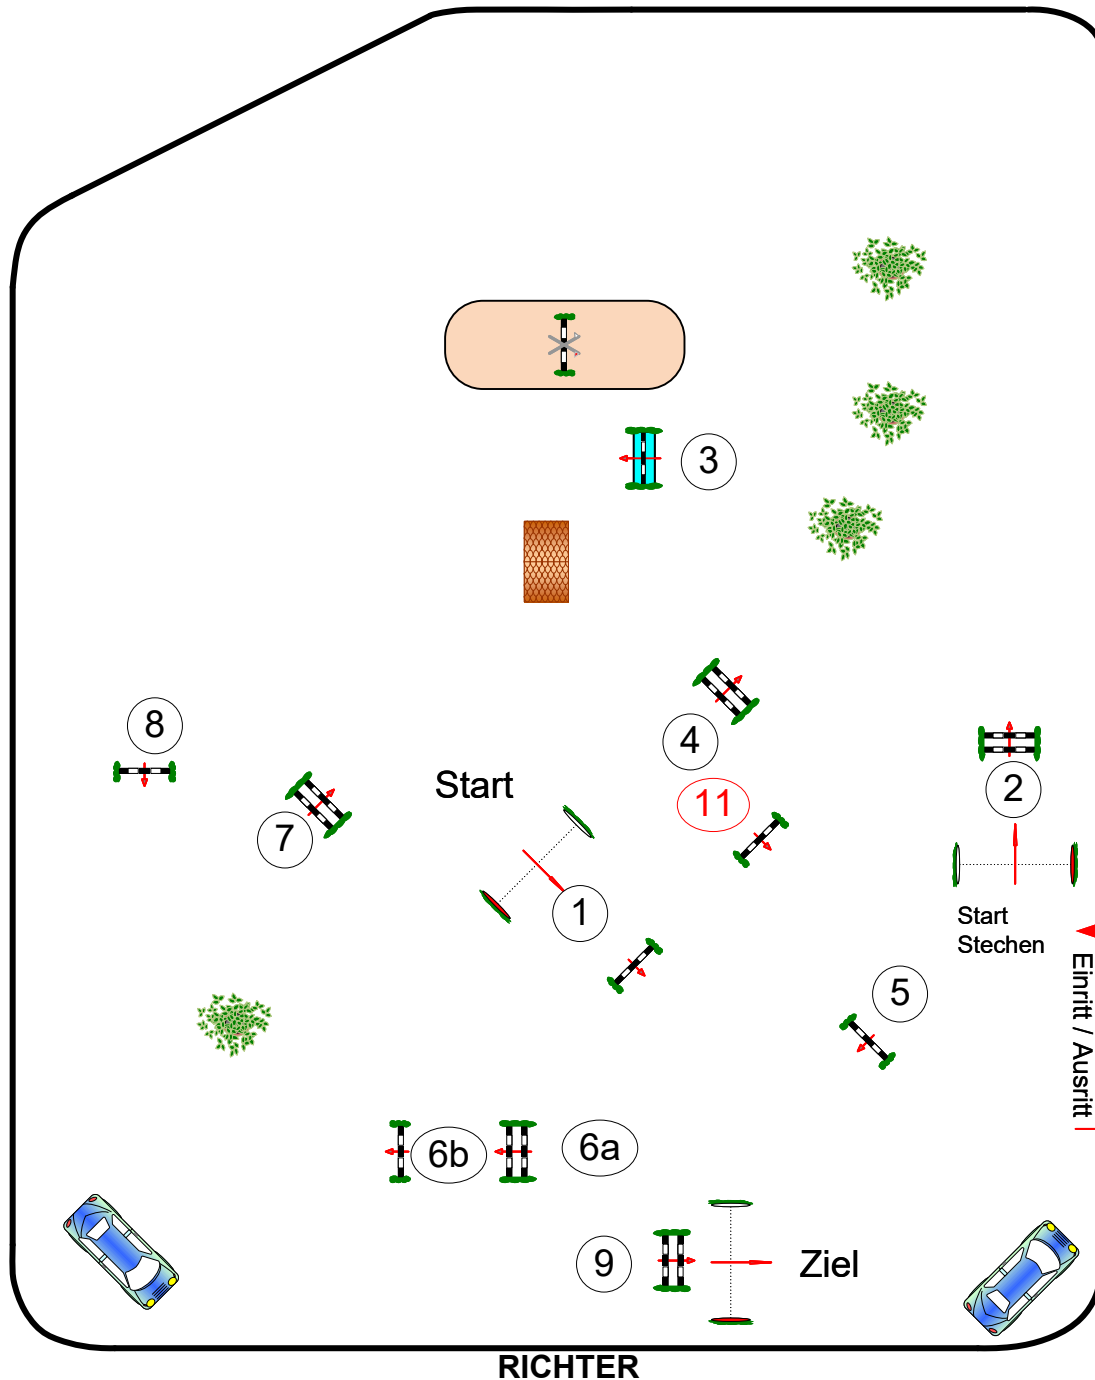 3
8
4
2
Start
11
7
1
Start
Stechen
Einritt / Ausritt
5
6b
6a
9
Ziel
RICHTER